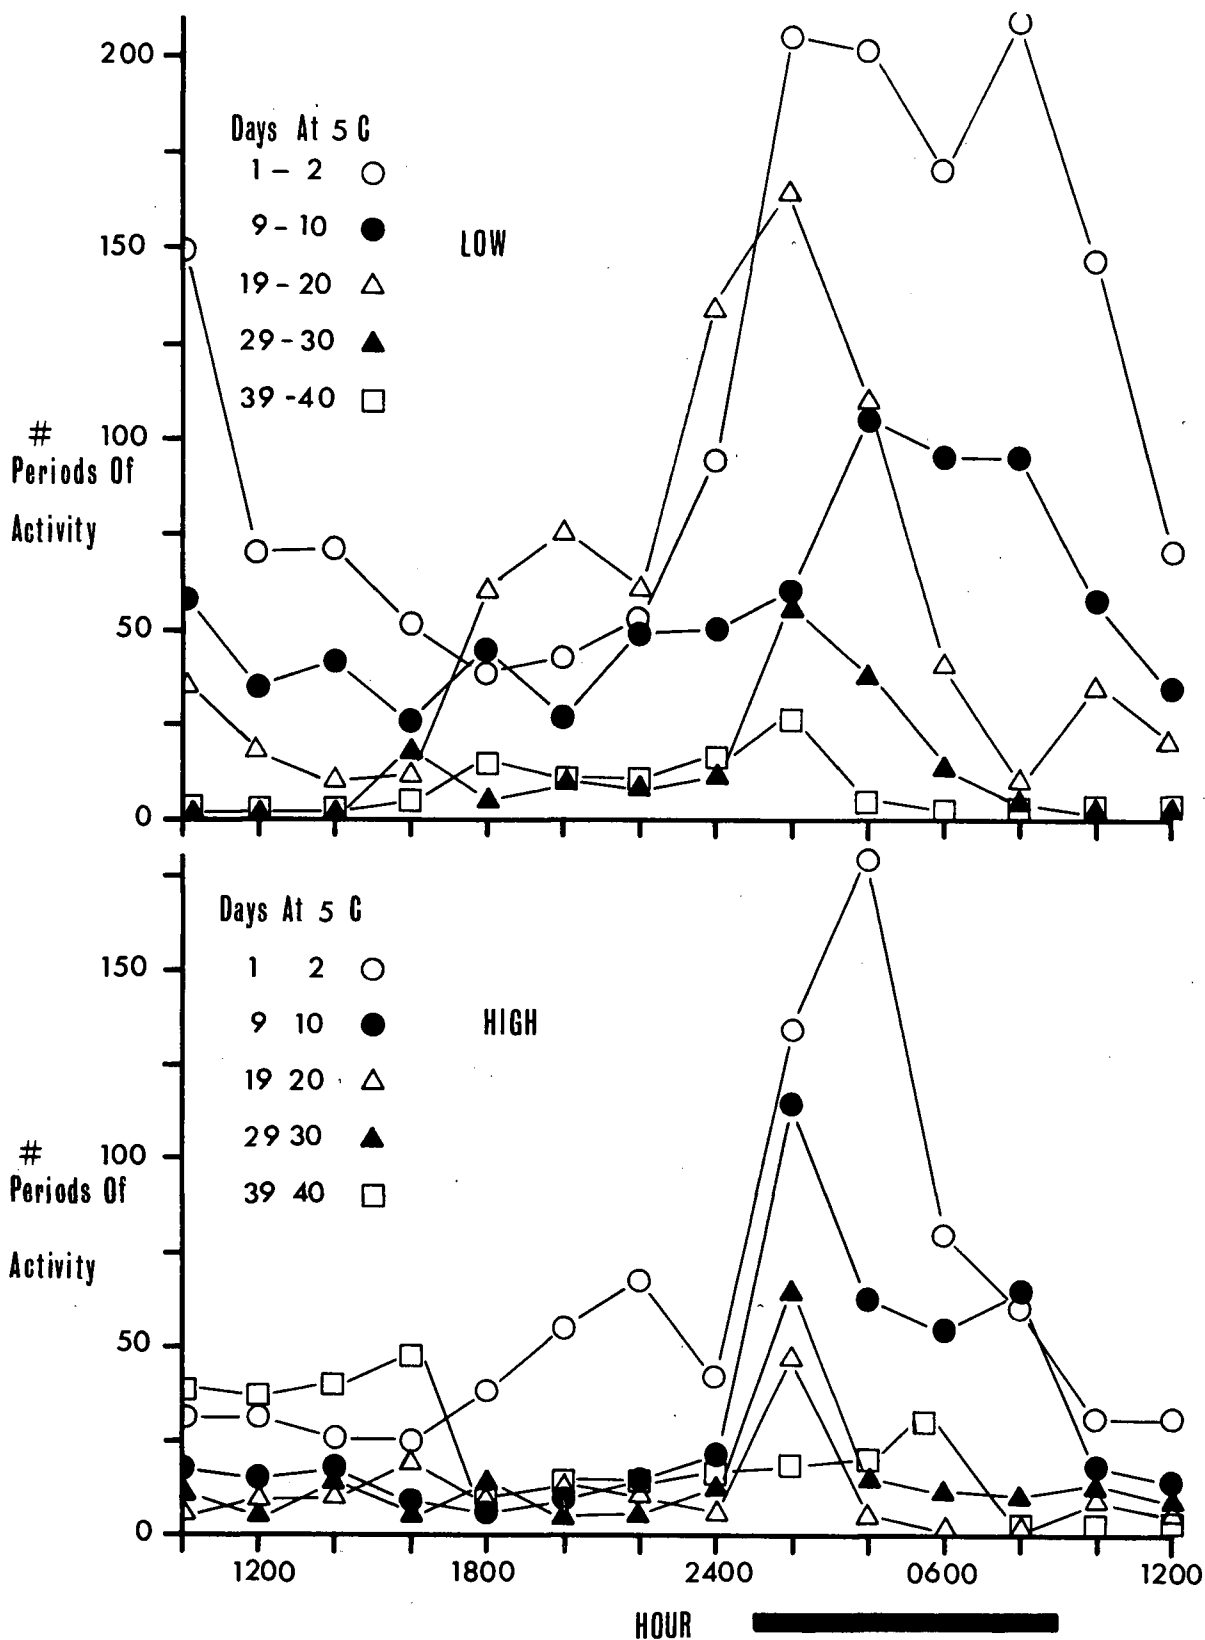 200
Days At 5 C
1 - 2
9 - 10
LOW
150
19 - 20
29 - 30
39 - 40
# 100
Periods Of
Activity
50
0
Days At 5 C
150
1 2
9 10
HIGH
19 20
29 30
# 100
Periods Of
39 40
Activity
50
0
1200 1800 2400 0600 1200
HOUR